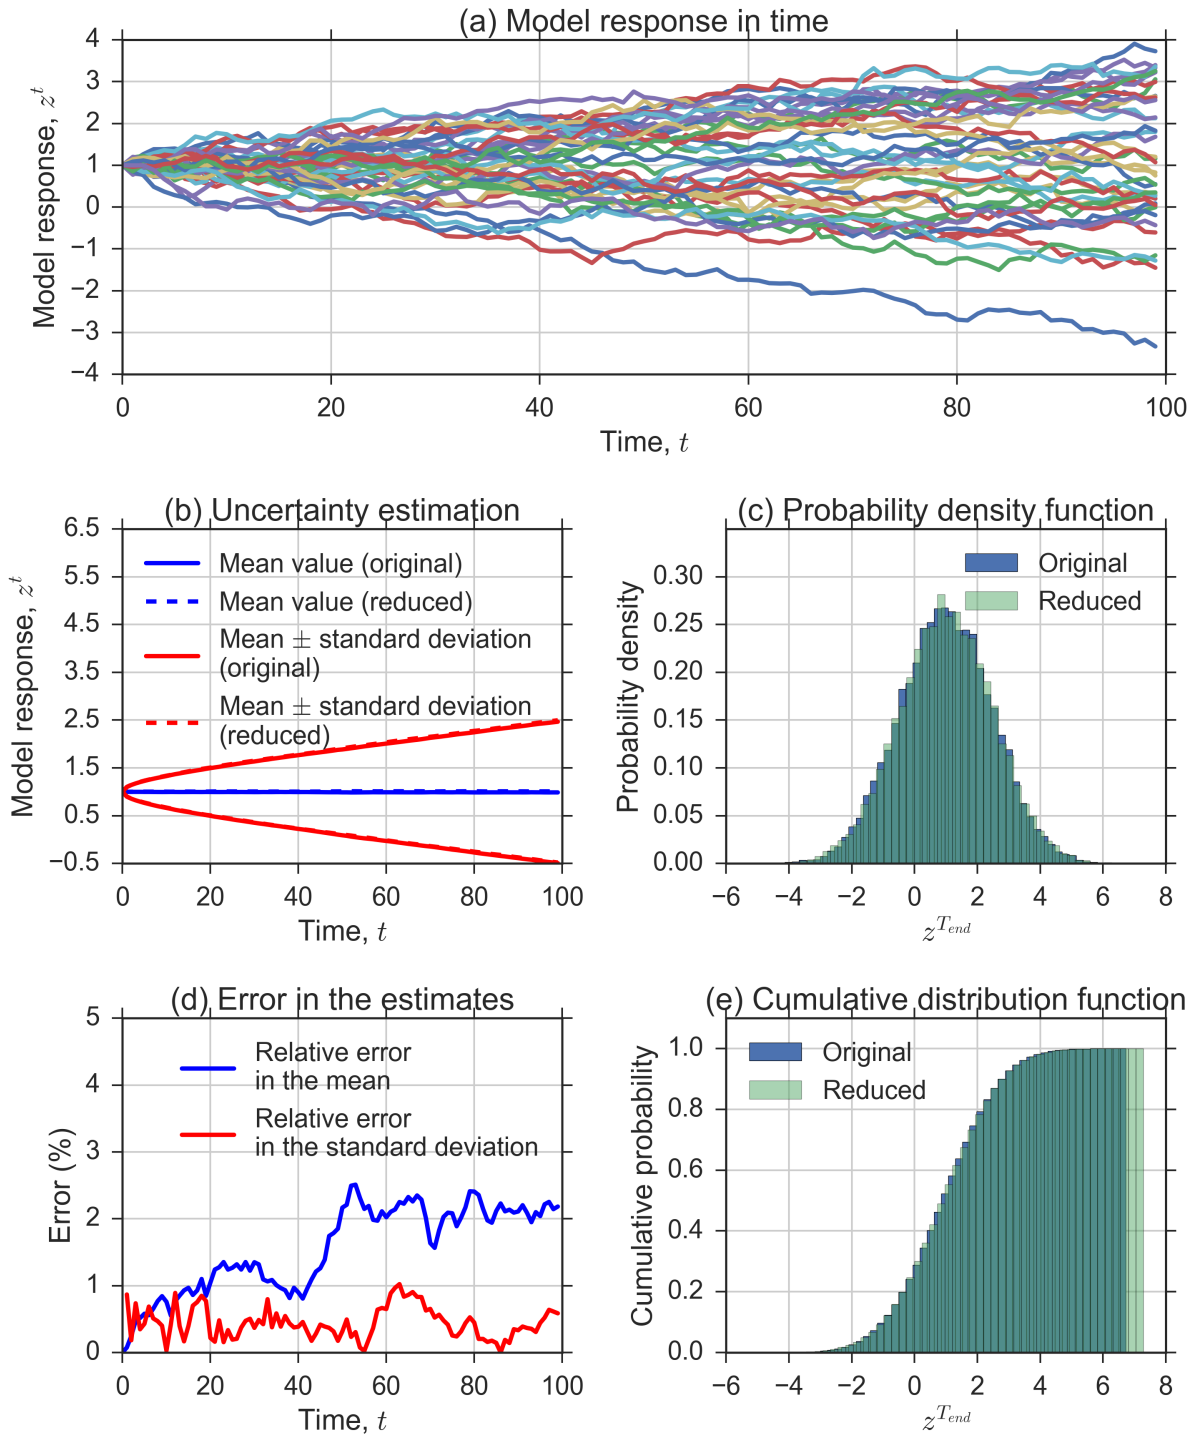 (a) Model response in time
Model response, z^t
4
3
2
1
0
−1
−2
−3
−4
0 20 40 60 80 100
Time, t
(b) Uncertainty estimation
Model response, z^t
6.5
5.5
4.5
3.5
2.5
1.5
0.5
−0.5
Mean value (original)
Mean value (reduced)
Mean ± standard deviation
(original)
Mean ± standard deviation
(reduced)
0 20 40 60 80 100
Time, t
(c) Probability density function
Probability density
0.30
0.25
0.20
0.15
0.10
0.05
0.00
Original
Reduced
−6 −4 −2 0 2 4 6 8
z^{T_{end}}
(d) Error in the estimates
Error (%)
5
4
3
2
1
0
Relative error
in the mean
Relative error
in the standard deviation
0 20 40 60 80 100
Time, t
(e) Cumulative distribution function
Cumulative probability
1.0
0.8
0.6
0.4
0.2
0.0
Original
Reduced
−6 −4 −2 0 2 4 6 8
z^{T_{end}}